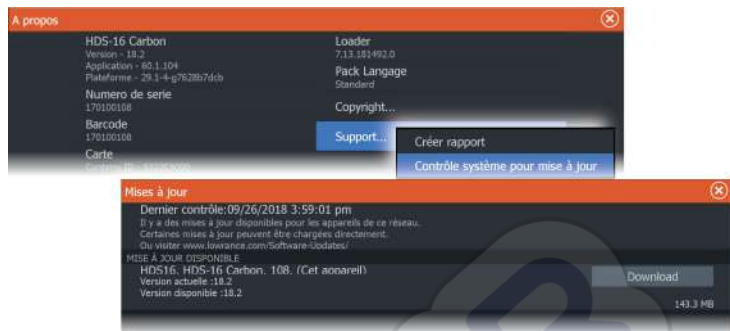 A propos
HDS-16 Carbon
Version - 18.2
Application - 60.1.104
Plateforme - 29.1-4-g7628b7dcb
Numero de serie
170100108
Barcode
170100108
Carte
Loader
7.13.181492.0
Pack Langage
Standard
Copyright...
Support...
Créer rapport
Contrôle système pour mise à jour
Mises à jour
Dernier contrôle:09/26/2018 3:59:01 pm
Il y a des mises à jour disponibles pour les appareils de ce réseau.
Certaines mises à jour peuvent être chargées directement.
Ou visiter www.lowrance.com/Software-Updates/
MISE À JOUR DISPONIBLE
HDS16, HDS-16 Carbon, 108, (Cet appareil)
Version actuelle :18.2
Version disponible :18.2
Download
143.3 MB